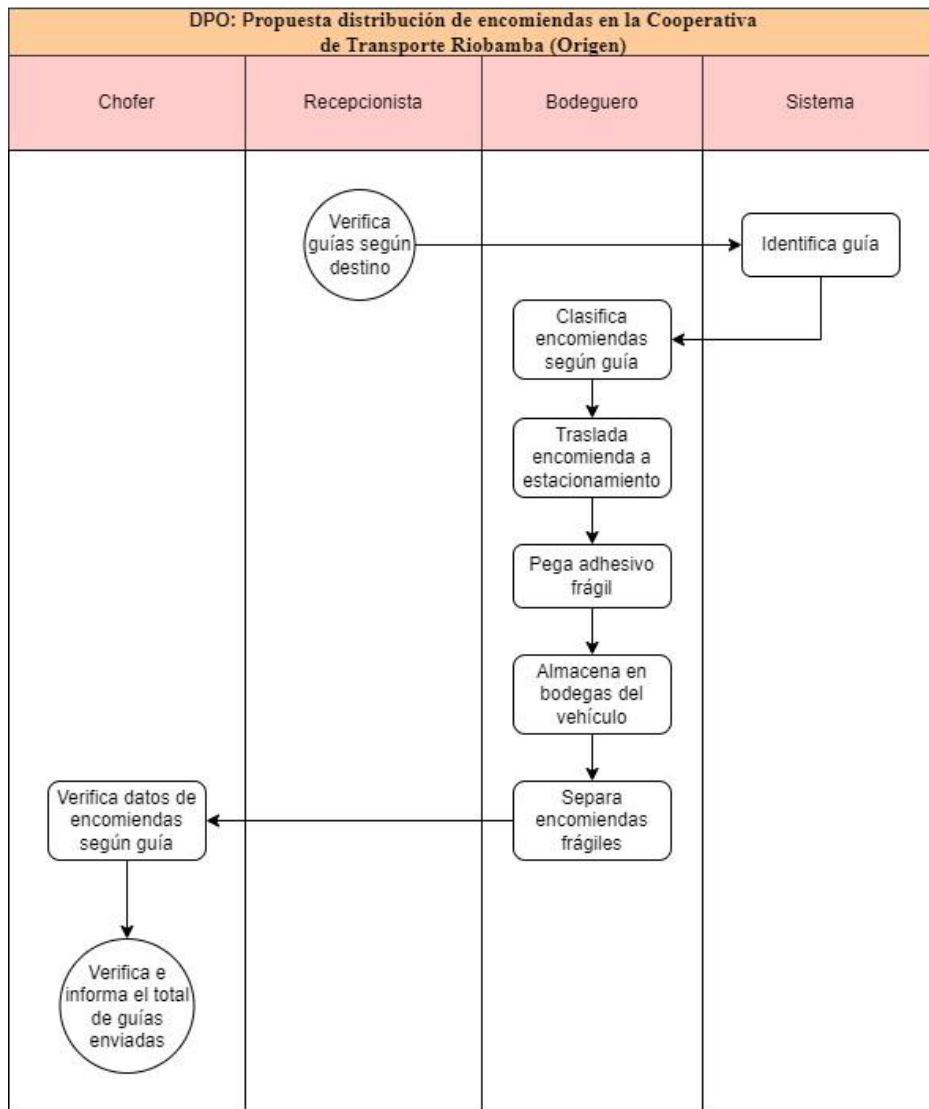 DPO: Propuesta distribución de encomiendas en la Cooperativa
de Transporte Riobamba (Origen)
Chofer
Recepcionista
Bodeguero
Sistema
Verifica
guías según
destino
Identifica guía
Clasifica
encomiendas
según guía
Traslada
encomienda a
estacionamiento
Pega adhesivo
frágil
Almacena en
bodegas del
vehículo
Separa
encomiendas
frágiles
Verifica datos de
encomiendas
según guía
Verifica e
informa el total
de guías
enviadas